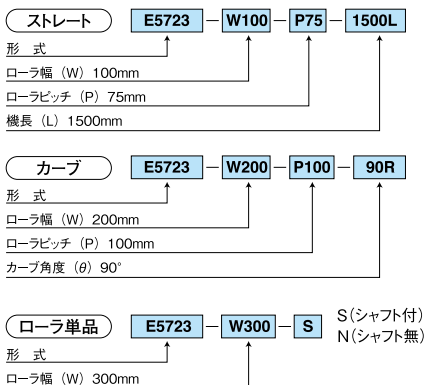 ストレート E5723 − W100 − P75 − 1500L
形 式
ローラ幅（W）100mm
ローラピッチ（P）75mm
機長（L）1500mm
カーブ E5723 − W200 − P100 − 90R
形 式
ローラ幅（W）200mm
ローラピッチ（P）100mm
カーブ角度（θ）90°
ローラ単品 E5723 − W300 − S S（シャフト付）
N（シャフト無）
形 式
ローラ幅（W）300mm